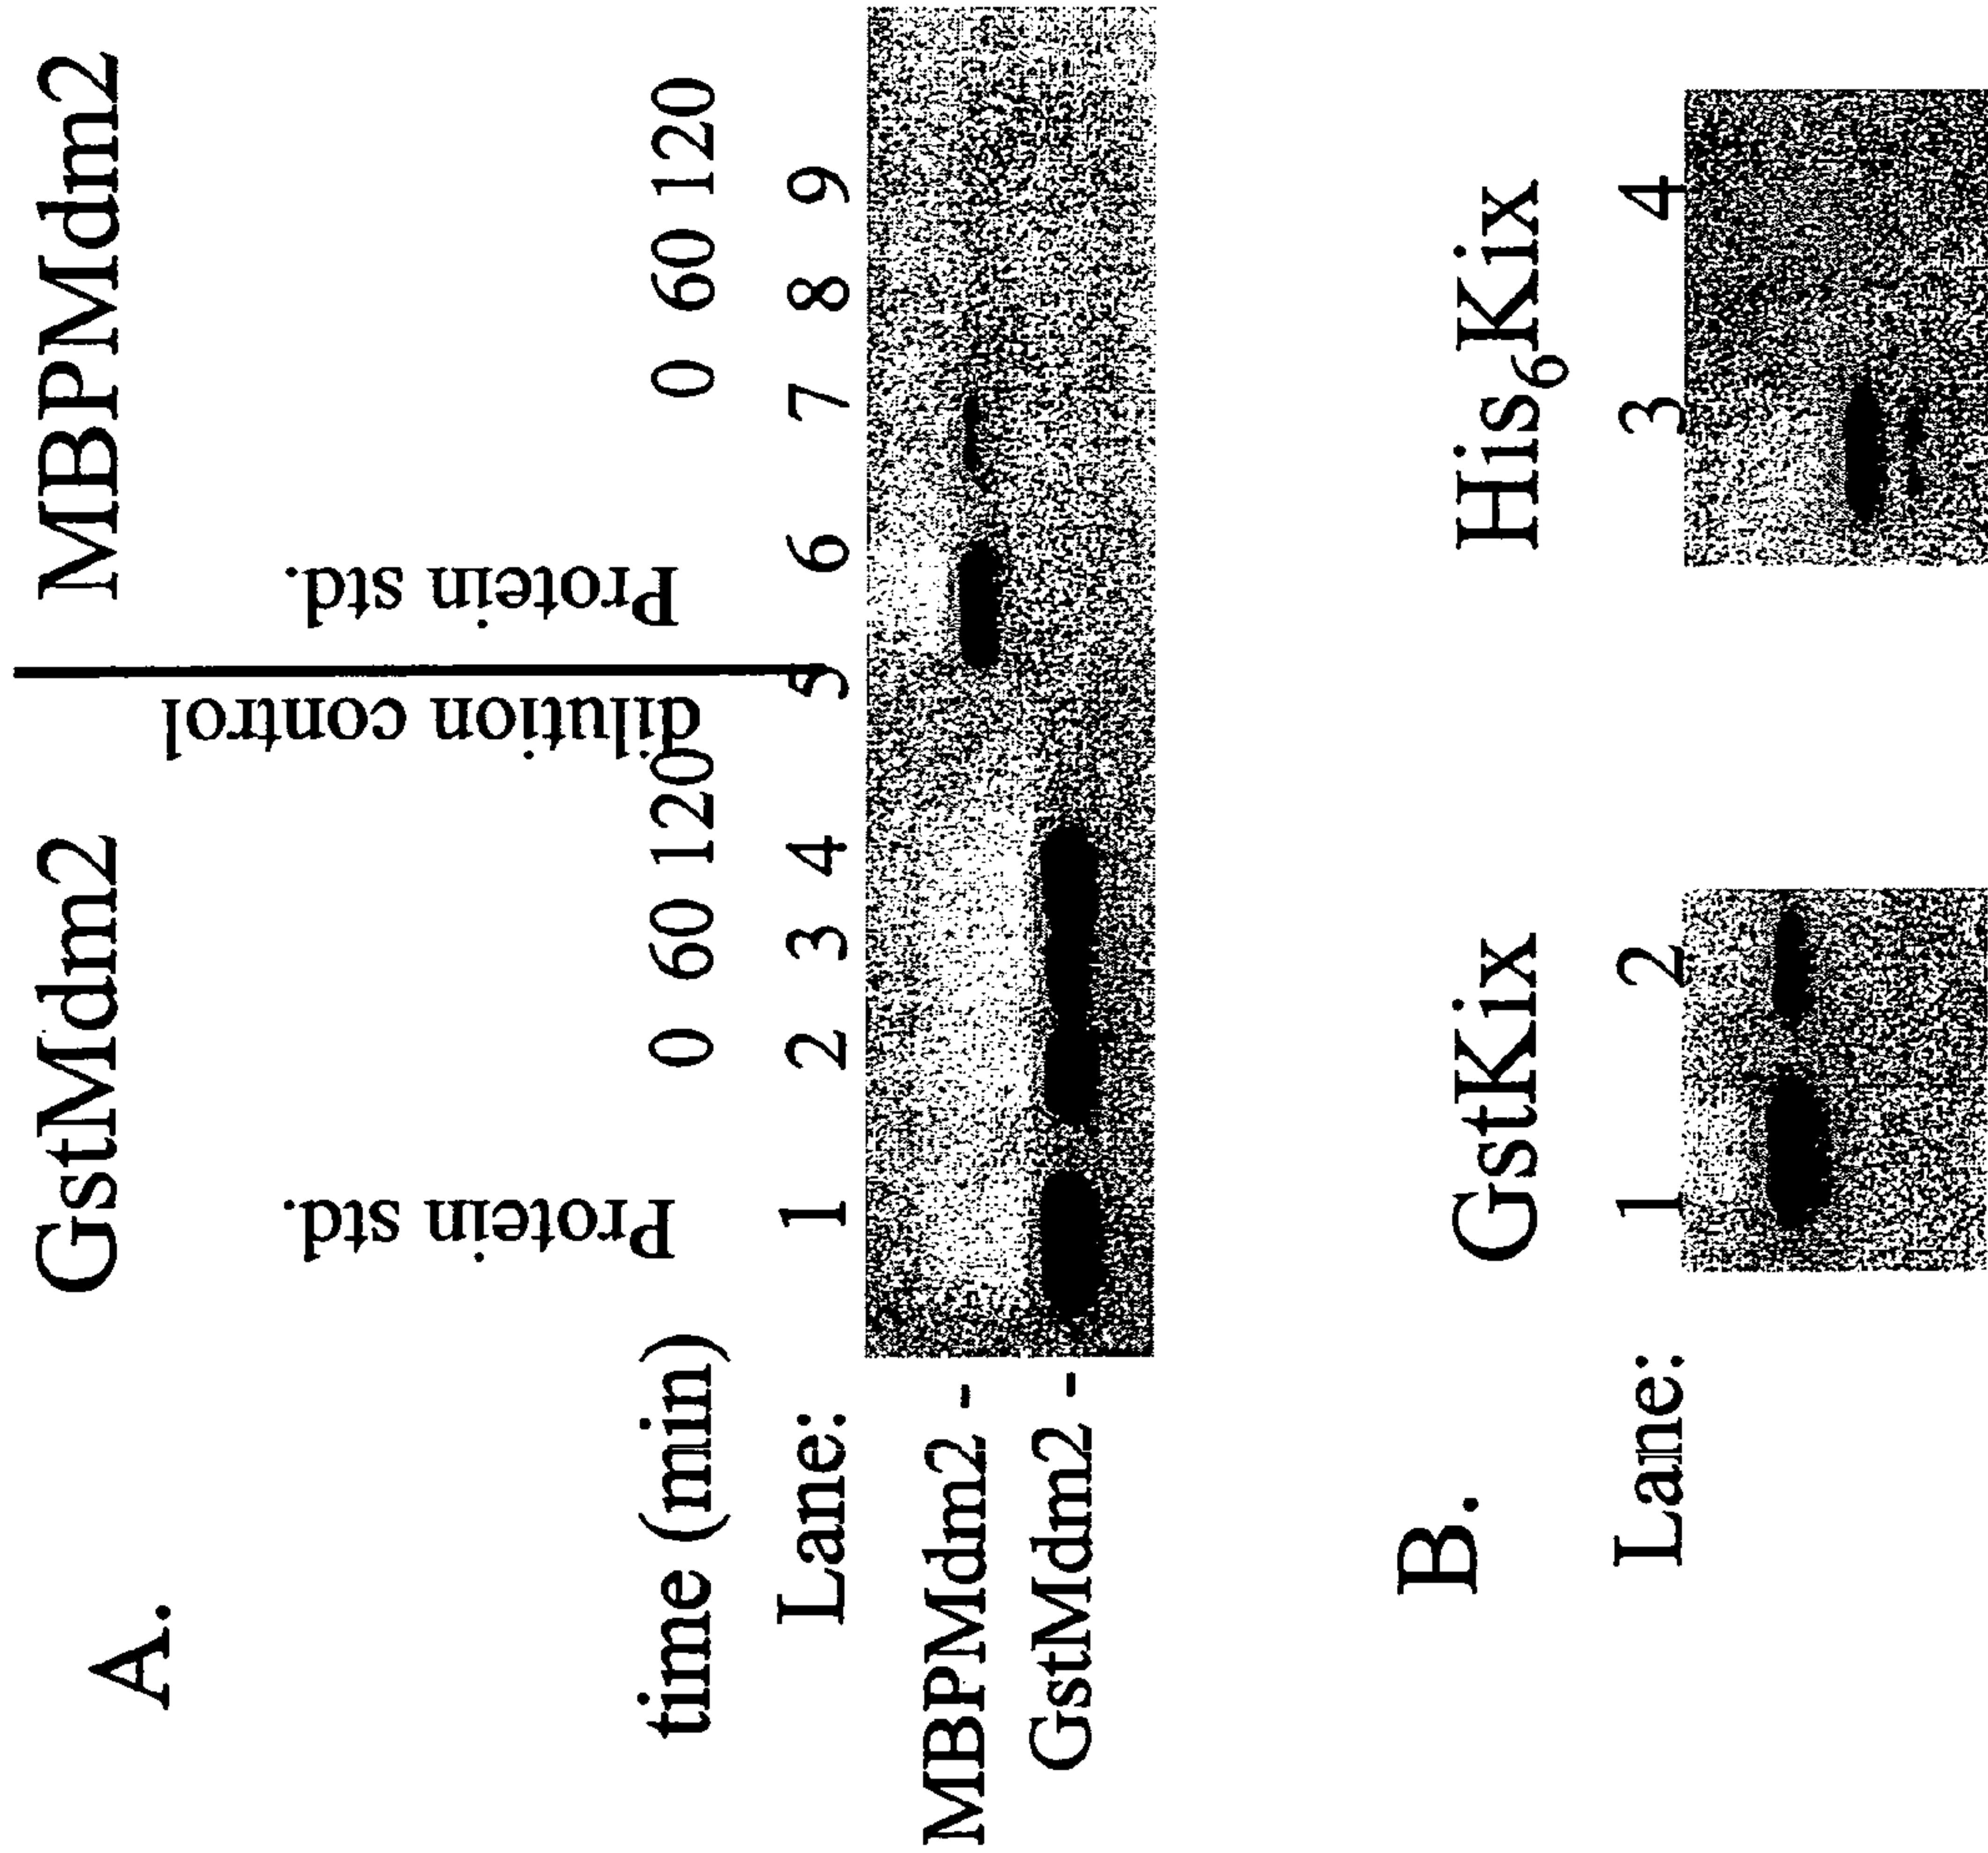 A.
GstMdm2 MBPMdm2
Protein std. dilution control Protein std.
time (min) 0 60 120 0 60 120
Lane: 1 2 3 4 5 6 7 8 9
MBPMdm2 -
GstMdm2 -
B.
GstKix His6Kix
Lane: 1 2 3 4